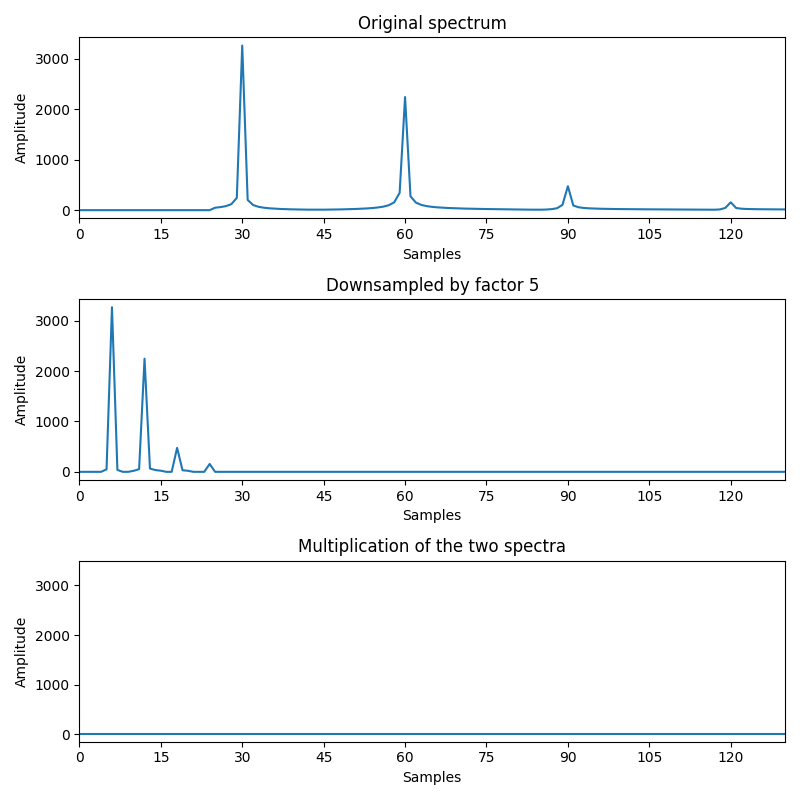 Original spectrum
3000
2000
1000
0
Amplitude
0 15 30 45 60 75 90 105 120
Samples
Downsampled by factor 5
3000
2000
1000
0
Amplitude
0 15 30 45 60 75 90 105 120
Samples
Multiplication of the two spectra
3000
2000
1000
0
Amplitude
0 15 30 45 60 75 90 105 120
Samples